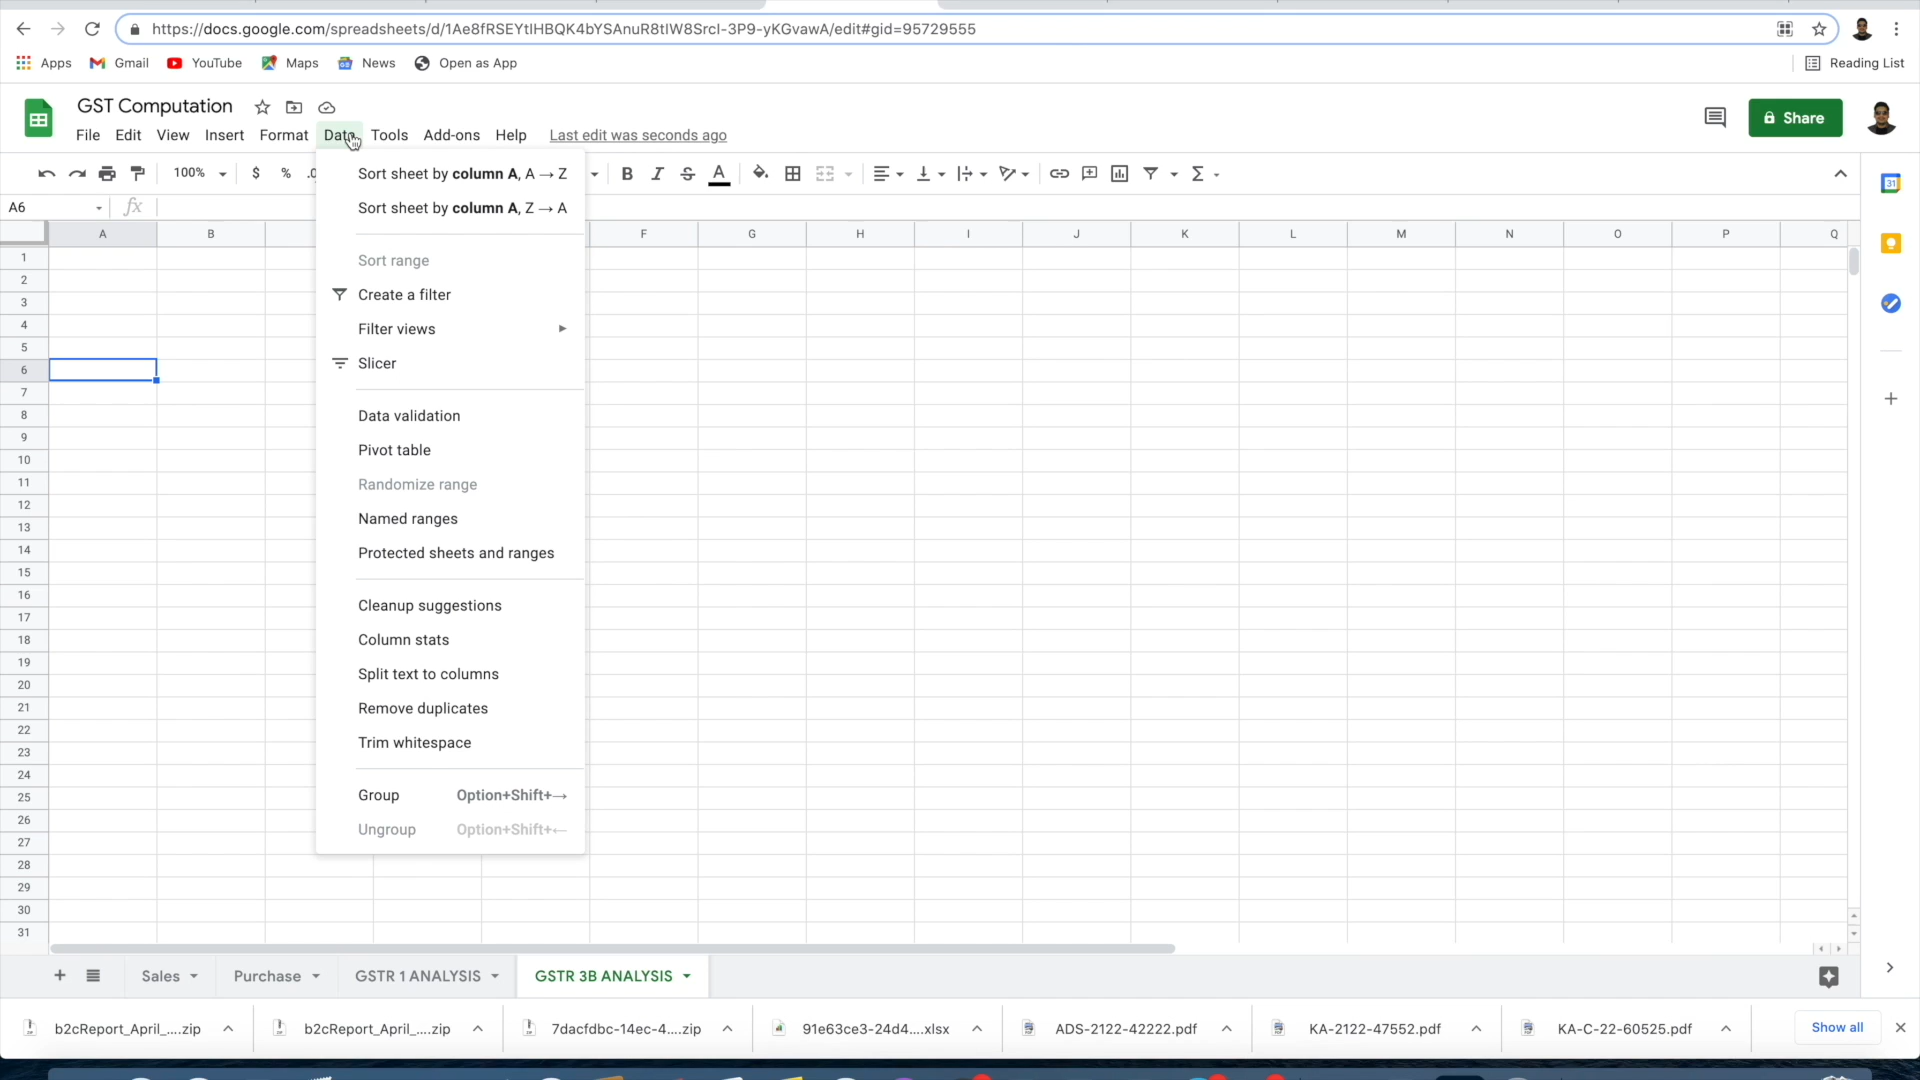 https://docs.google.com/spreadsheets/d/1Ae8fRSEYtIHBQK4bYSAnuR8tIW8SrcI-3P9-yKGvawA/edit#gid=95729555
Apps Gmail YouTube Maps News Open as App Reading List
GST Computation
File Edit View Insert Format Data Tools Add-ons Help Last edit was seconds ago
Share
100% $ % .0 B I S A Σ
31
A6 fx
A B F G H I J K L M N O P Q
Sort sheet by column A, A → Z
Sort sheet by column A, Z → A
Sort range
Create a filter
Filter views
Slicer
Data validation
Pivot table
Randomize range
Named ranges
Protected sheets and ranges
Cleanup suggestions
Column stats
Split text to columns
Remove duplicates
Trim whitespace
Group Option+Shift+→
Ungroup Option+Shift+←
1
2
3
4
5
6
7
8
9
10
11
12
13
14
15
16
17
18
19
20
21
22
23
24
25
26
27
28
29
30
31
Sales Purchase GSTR 1 ANALYSIS GSTR 3B ANALYSIS
b2cReport_April_....zip b2cReport_April_....zip 7dacfdbc-14ec-4....zip 91e63ce3-24d4....xlsx ADS-2122-42222.pdf KA-2122-47552.pdf KA-C-22-60525.pdf Show all